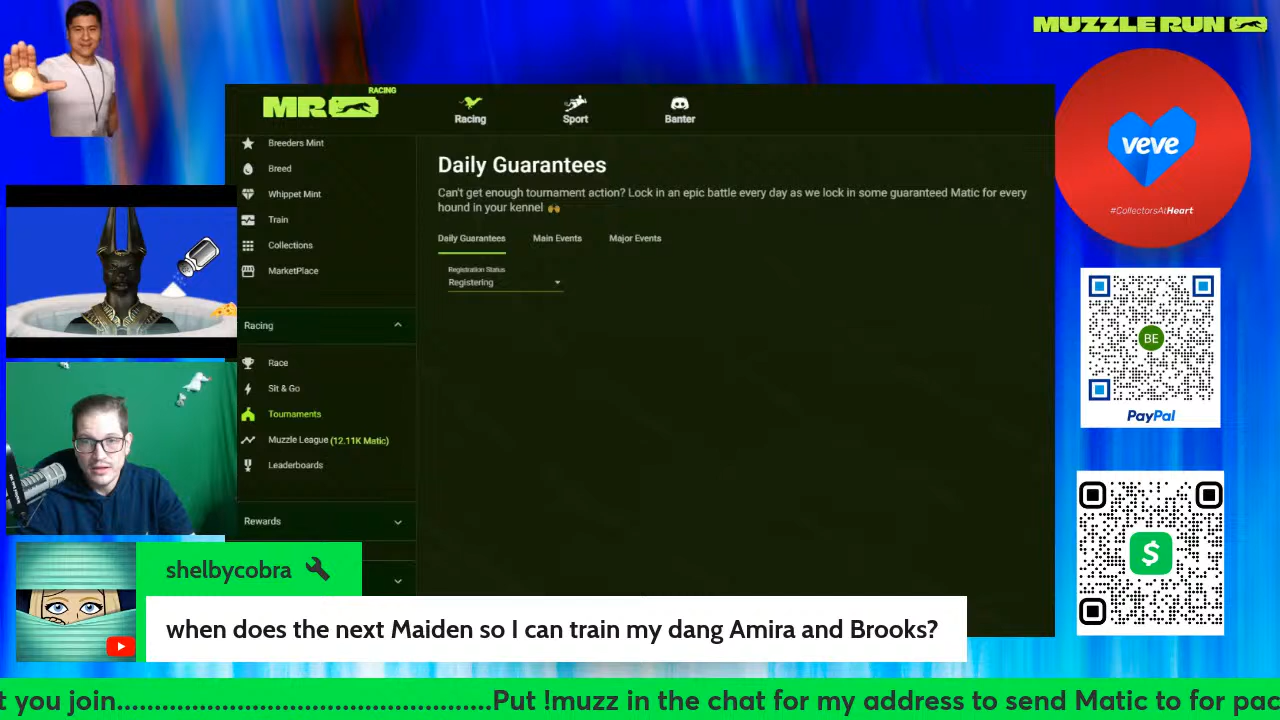 MUZZLE RUN
MR RACING
Racing
Sport
Banter
Breeders Mint
Breed
Whippet Mint
Train
Collections
MarketPlace
Racing
Race
Sit & Go
Tournaments
Muzzle League (12.11K Matic)
Leaderboards
Rewards
Daily Guarantees
Can't get enough tournament action? Lock in an epic battle every day as we lock in some guaranteed Matic for every
hound in your kennel 🙌
Daily Guarantees
Main Events
Major Events
Registration Status
Registering
veve
#CollectorsAtHeart
BE
PayPal
$
shelbycobra
when does the next Maiden so I can train my dang Amira and Brooks?
t you join..................................................Put !muzz in the chat for my address to send Matic to for pac